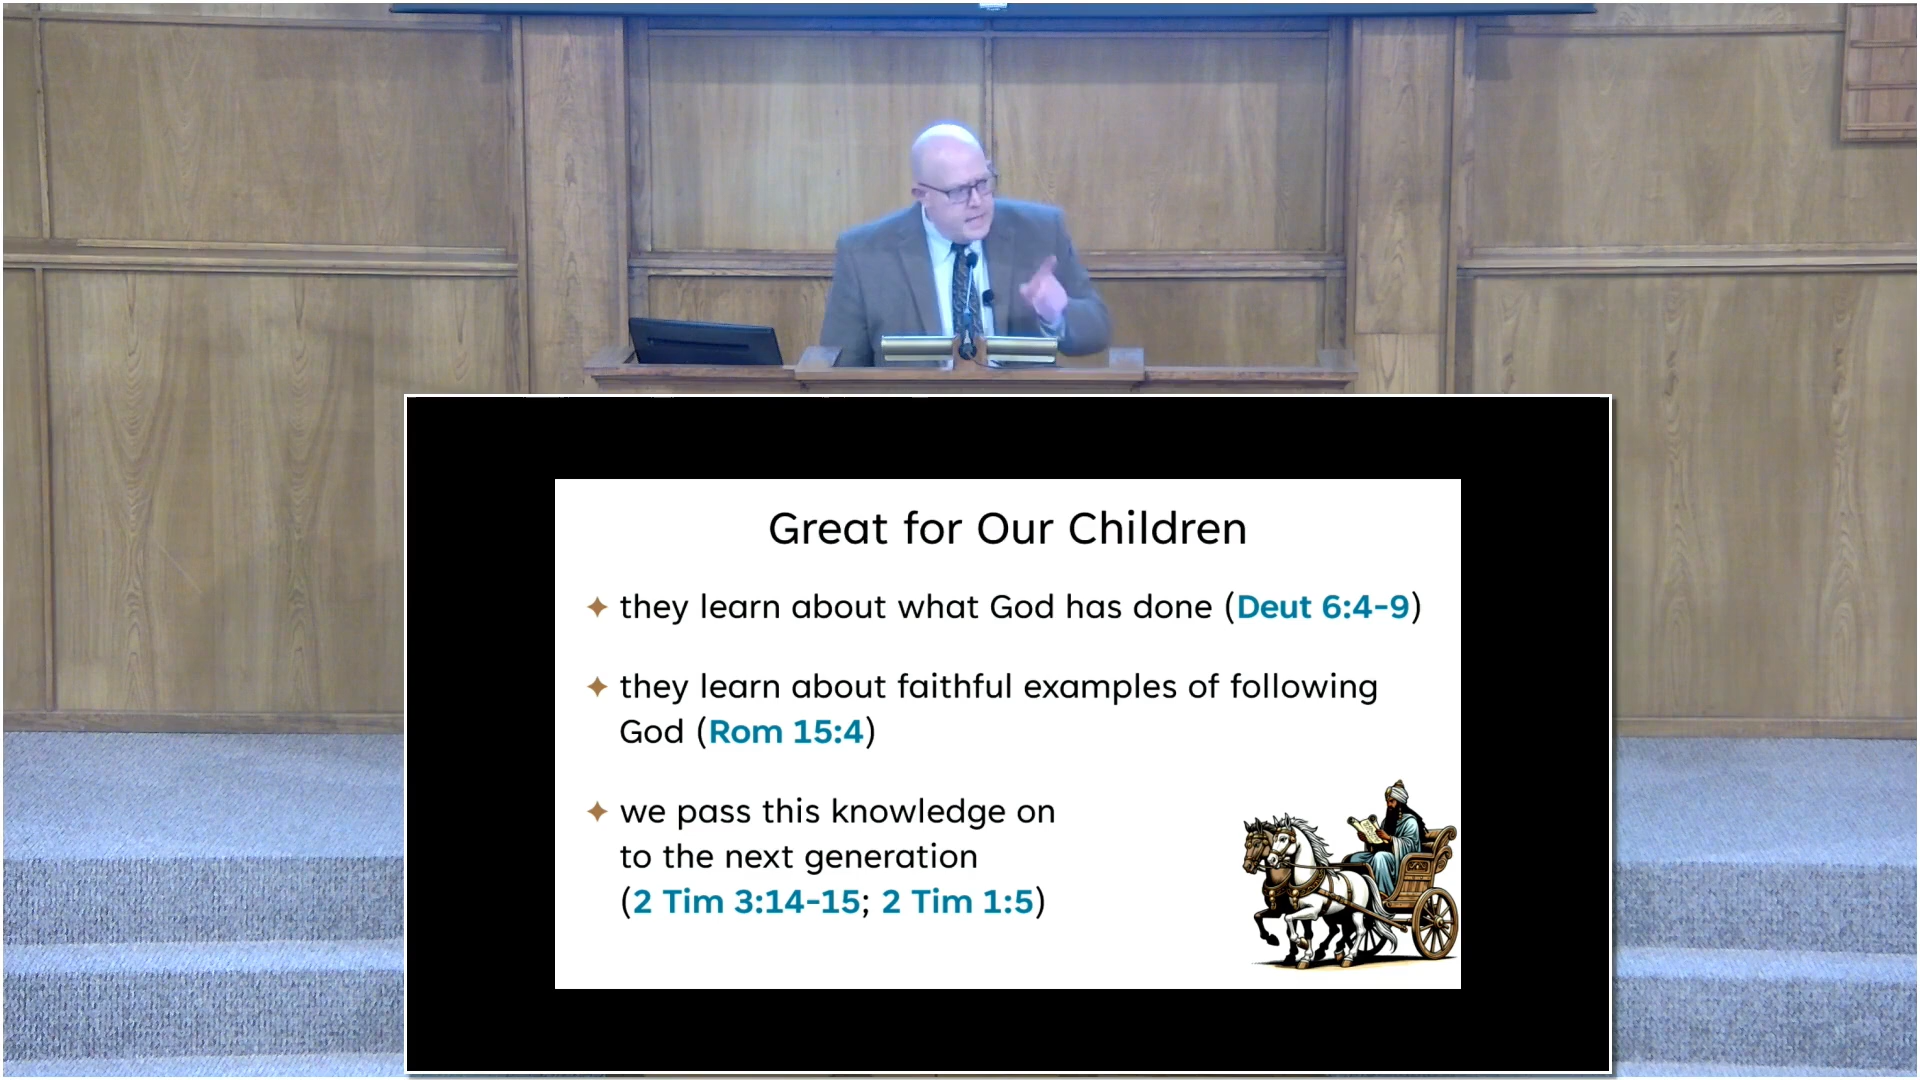 Great for Our Children
they learn about what God has done (Deut 6:4-9)
they learn about faithful examples of following
God (Rom 15:4)
we pass this knowledge on
to the next generation
(2 Tim 3:14-15; 2 Tim 1:5)